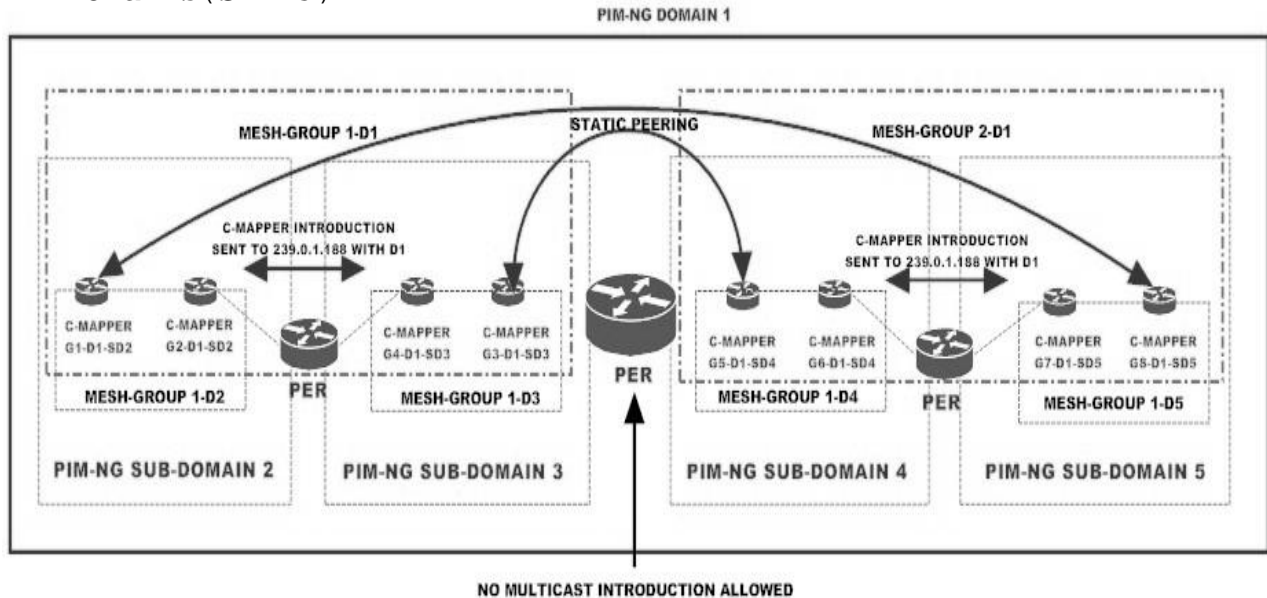 PIM-NG DOMAIN 1
MESH-GROUP 1-D1
STATIC PEERING
MESH-GROUP 2-D1
C-MAPPER INTRODUCTION
SENT TO 239.0.1.188 WITH D1
C-MAPPER INTRODUCTION
SENT TO 239.0.1.188 WITH D1
C-MAPPER
G1-D1-SD2
C-MAPPER
G2-D1-SD2
C-MAPPER
G4-D1-SD3
C-MAPPER
G3-D1-SD3
C-MAPPER
G5-D1-SD4
C-MAPPER
G6-D1-SD4
C-MAPPER
G7-D1-SD5
C-MAPPER
G8-D1-SD5
PER
PER
PER
MESH-GROUP 1-D2
MESH-GROUP 1-D3
MESH-GROUP 1-D4
MESH-GROUP 1-D5
PIM-NG SUB-DOMAIN 2
PIM-NG SUB-DOMAIN 3
PIM-NG SUB-DOMAIN 4
PIM-NG SUB-DOMAIN 5
NO MULTICAST INTRODUCTION ALLOWED